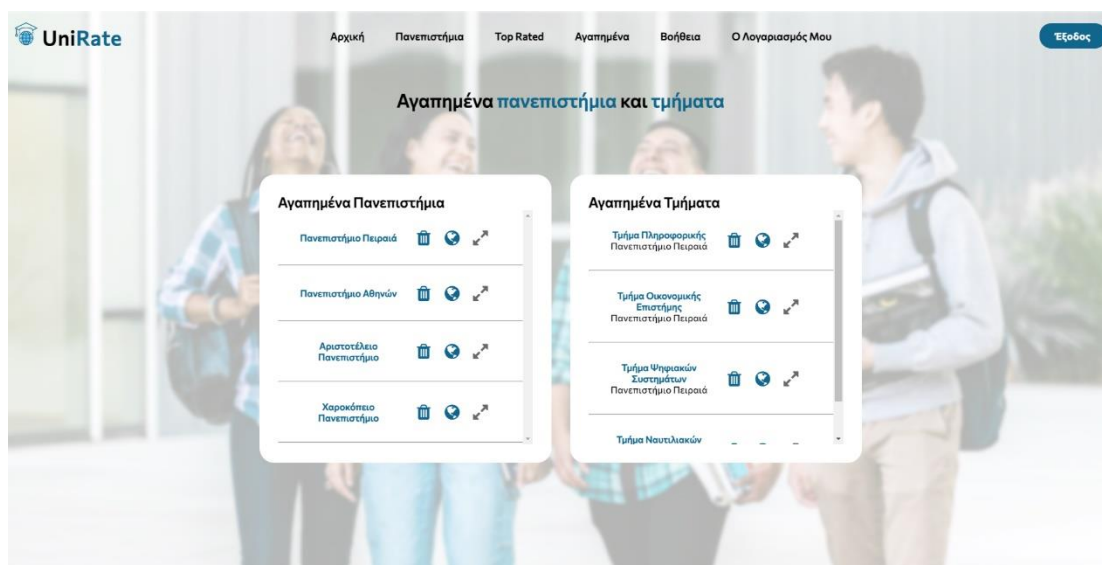 UniRate
Αρχική Πανεπιστήμια Top Rated Αγαπημένα Βοήθεια Ο Λογαριασμός Μου Έξοδος
Αγαπημένα πανεπιστήμια και τμήματα
Αγαπημένα Πανεπιστήμια
Πανεπιστήμιο Πειραιά
Πανεπιστήμιο Αθηνών
Αριστοτέλειο
Πανεπιστήμιο
Χαροκόπειο
Πανεπιστήμιο
Αγαπημένα Τμήματα
Τμήμα Πληροφορικής
Πανεπιστήμιο Πειραιά
Τμήμα Οικονομικής
Επιστήμης
Πανεπιστήμιο Πειραιά
Τμήμα Ψηφιακών
Συστημάτων
Πανεπιστήμιο Πειραιά
Τμήμα Ναυτιλιακών